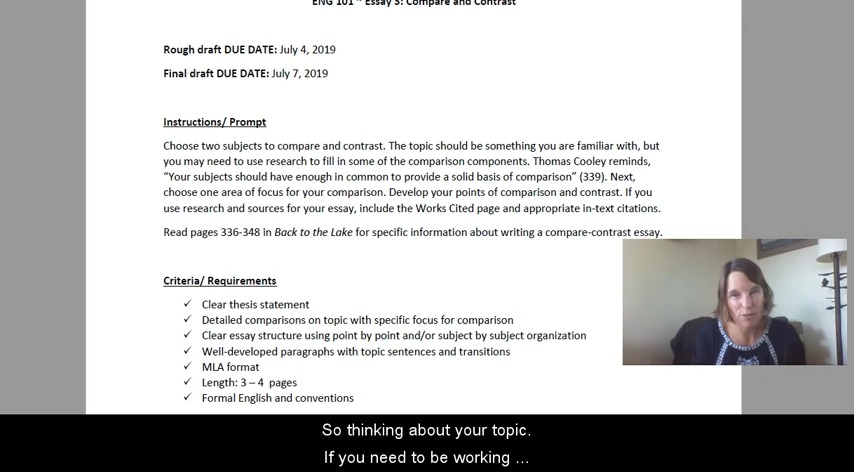 ENG 101 Essay 3: Compare and Contrast
Rough draft DUE DATE: July 4, 2019
Final draft DUE DATE: July 7, 2019
Instructions/ Prompt
Choose two subjects to compare and contrast. The topic should be something you are familiar with, but
you may need to use research to fill in some of the comparison components. Thomas Cooley reminds,
“Your subjects should have enough in common to provide a solid basis of comparison” (339). Next,
choose one area of focus for your comparison. Develop your points of comparison and contrast. If you
use research and sources for your essay, include the Works Cited page and appropriate in-text citations.
Read pages 336-348 in Back to the Lake for specific information about writing a compare-contrast essay.
Criteria/ Requirements
✓ Clear thesis statement
✓ Detailed comparisons on topic with specific focus for comparison
✓ Clear essay structure using point by point and/or subject by subject organization
✓ Well-developed paragraphs with topic sentences and transitions
✓ MLA format
✓ Length: 3 – 4 pages
✓ Formal English and conventions
So thinking about your topic.
If you need to be working ...